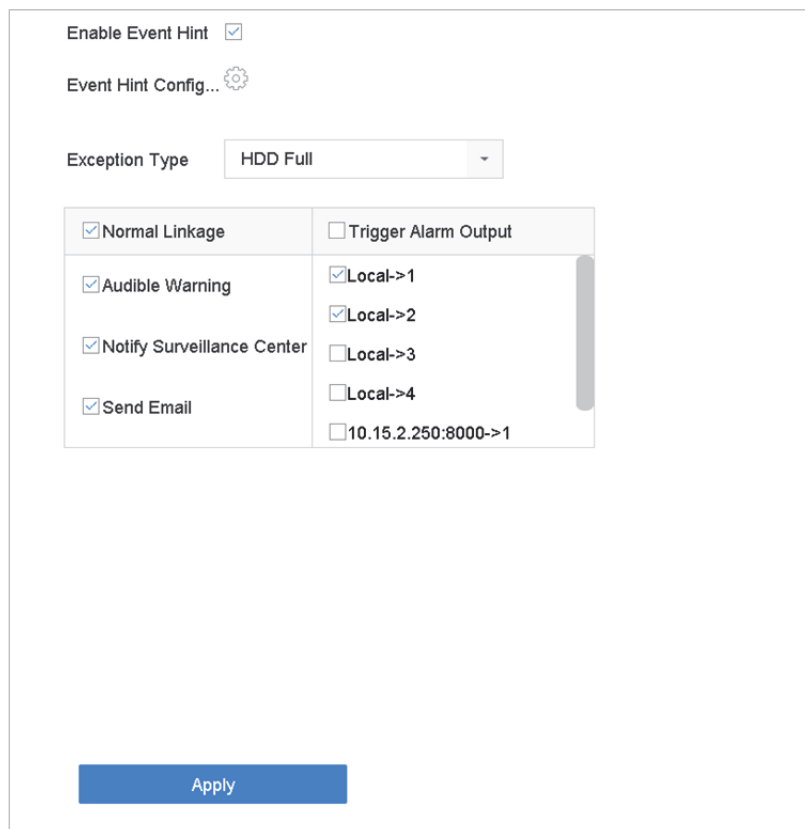 Enable Event Hint
Event Hint Config...
Exception Type HDD Full
Normal Linkage Trigger Alarm Output
Audible Warning
Notify Surveillance Center
Send Email
Local->1
Local->2
Local->3
Local->4
10.15.2.250:8000->1
Apply